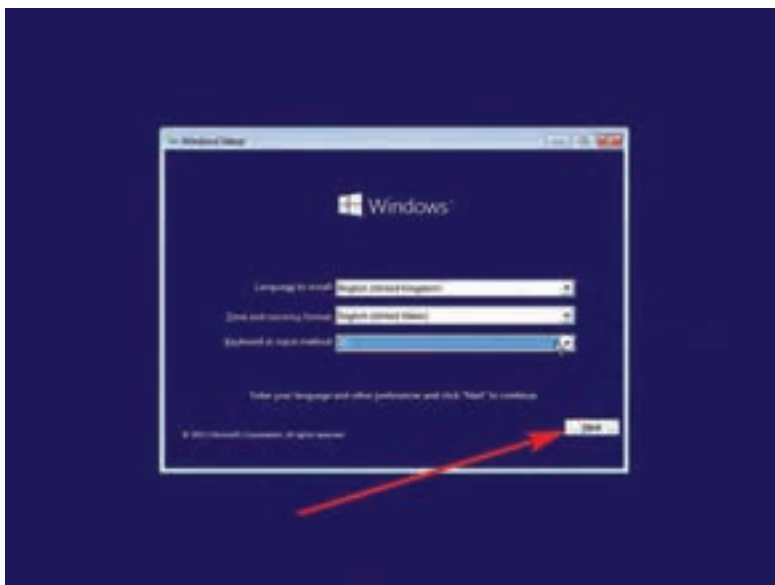 Windows Setup
Windows
Language to install: English (United Kingdom)
Time and currency format: English (United States)
Keyboard or input method:
Enter your language and other preferences and click "Next" to continue.
Microsoft Corporation. All rights reserved.
Next